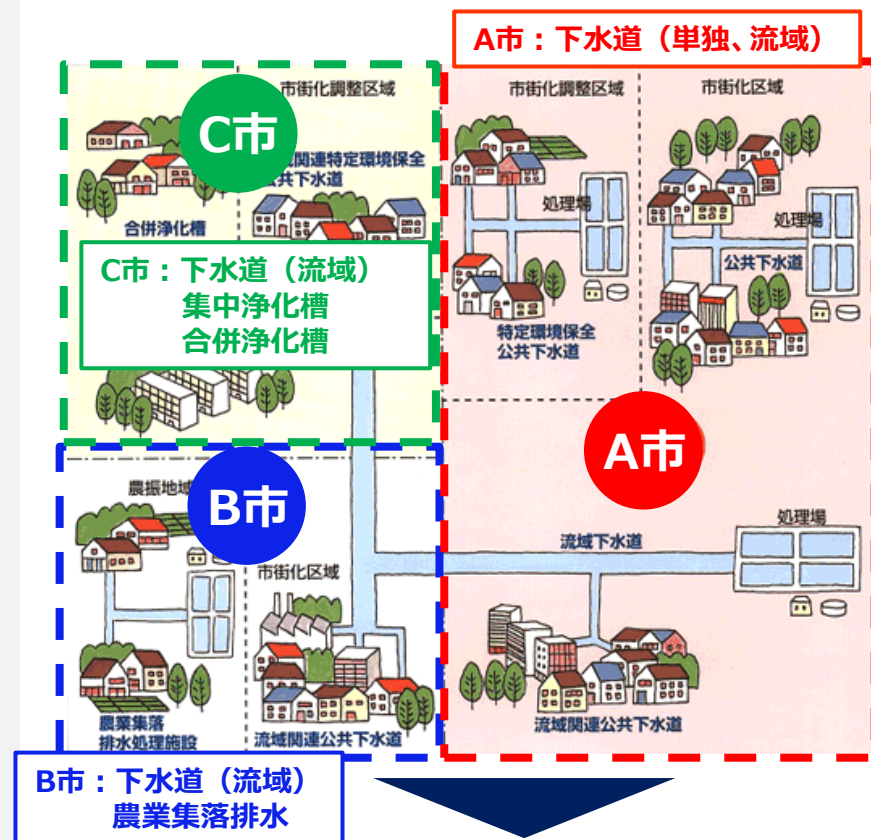 A市：下水道（単独、流域）
市街化調整区域
C市
関連特定環境保全
公共下水道
合併浄化槽
C市：下水道（流域）
集中浄化槽
合併浄化槽
市街化調整区域
市街化区域
処理場
処理場
公共下水道
特定環境保全
公共下水道
A市
農振地域
B市
市街化区域
農業集落
排水処理施設
流域関連公共下水道
流域下水道
処理場
流域関連公共下水道
B市：下水道（流域）
農業集落排水